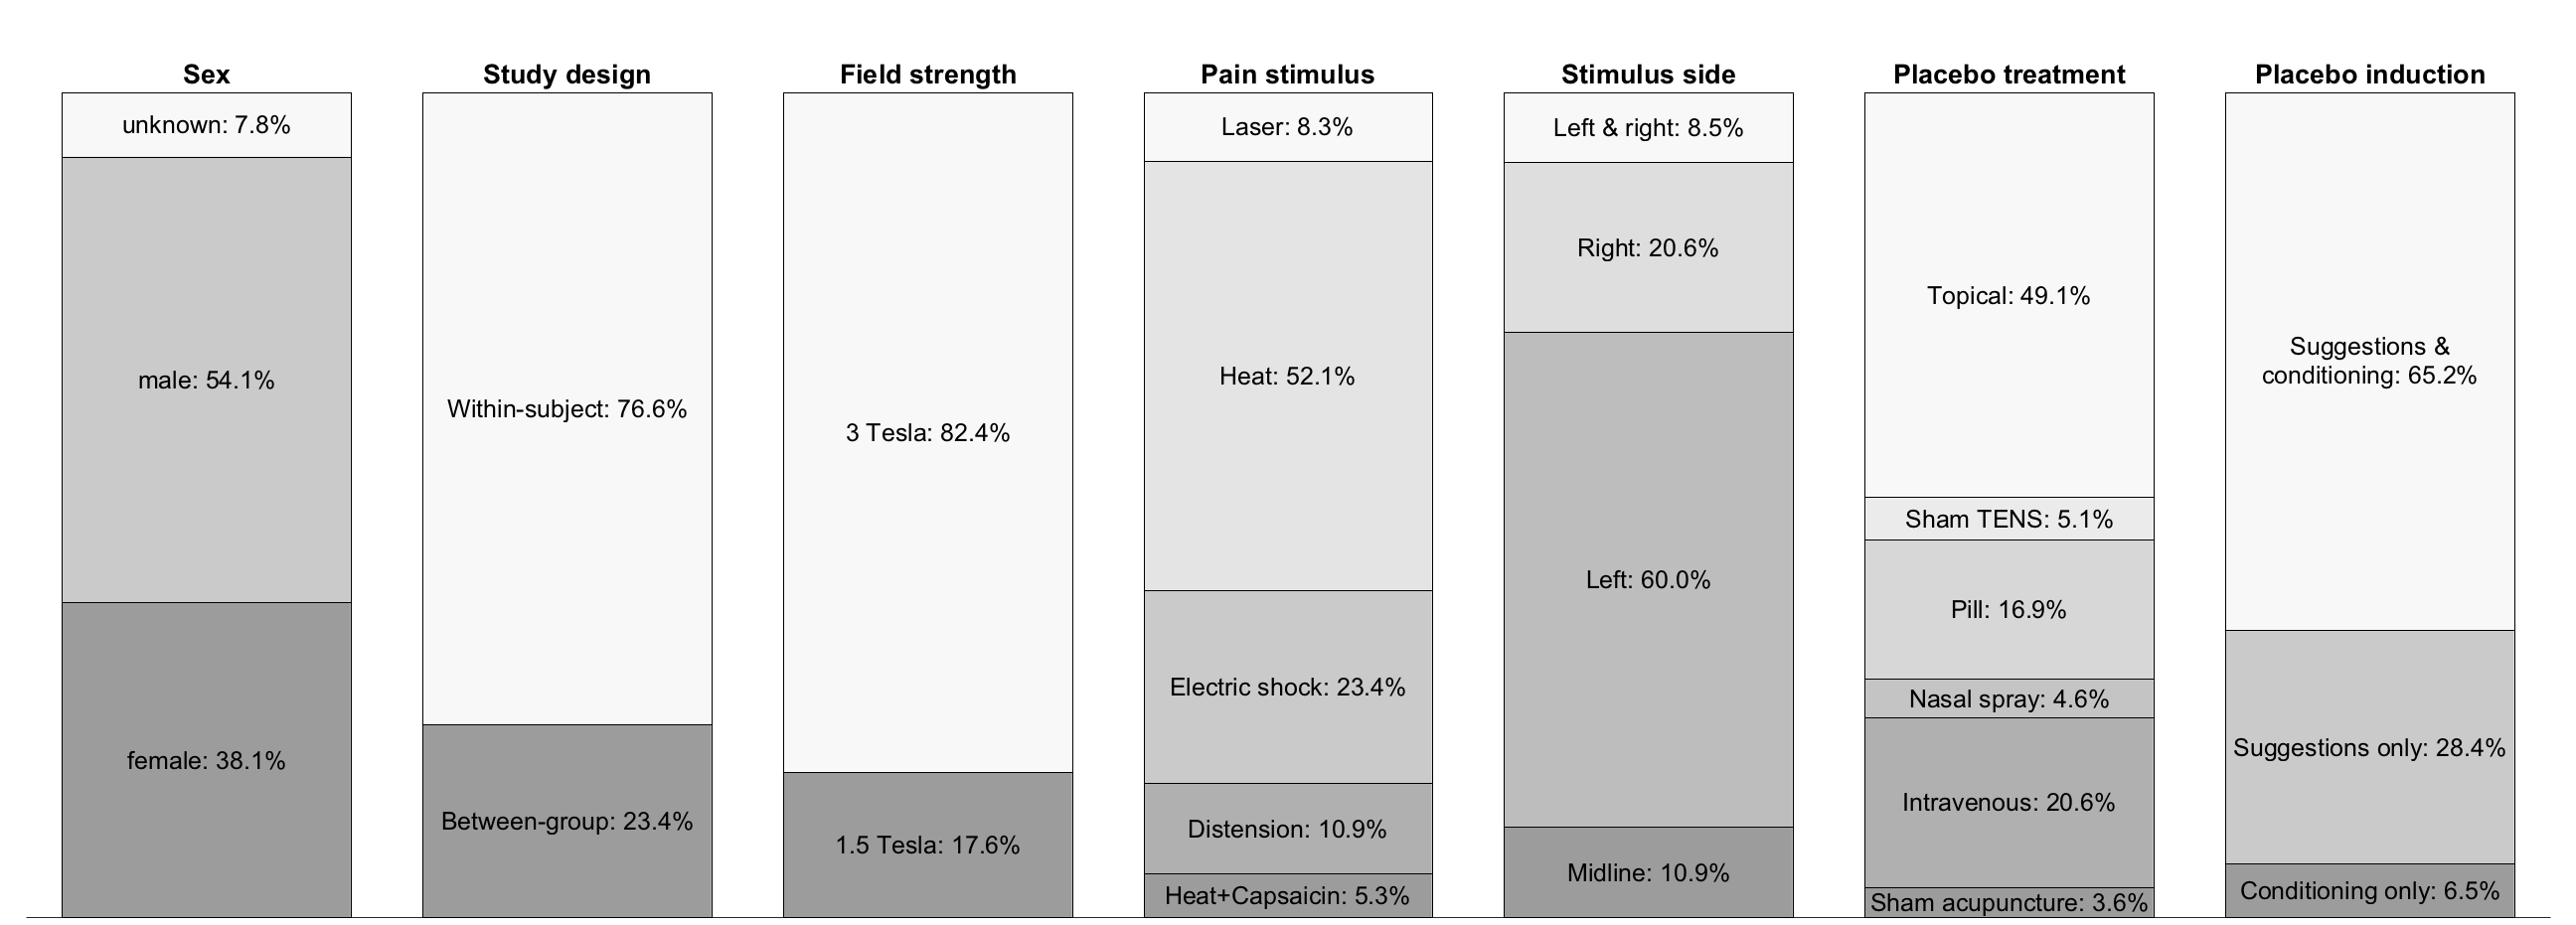 Sex
unknown: 7.8%
male: 54.1%
female: 38.1%
Study design
Within-subject: 76.6%
Between-group: 23.4%
Field strength
3 Tesla: 82.4%
1.5 Tesla: 17.6%
Pain stimulus
Laser: 8.3%
Heat: 52.1%
Electric shock: 23.4%
Distension: 10.9%
Heat+Capsaicin: 5.3%
Stimulus side
Left & right: 8.5%
Right: 20.6%
Left: 60.0%
Midline: 10.9%
Placebo treatment
Topical: 49.1%
Sham TENS: 5.1%
Pill: 16.9%
Nasal spray: 4.6%
Intravenous: 20.6%
Sham acupuncture: 3.6%
Placebo induction
Suggestions &
conditioning: 65.2%
Suggestions only: 28.4%
Conditioning only: 6.5%